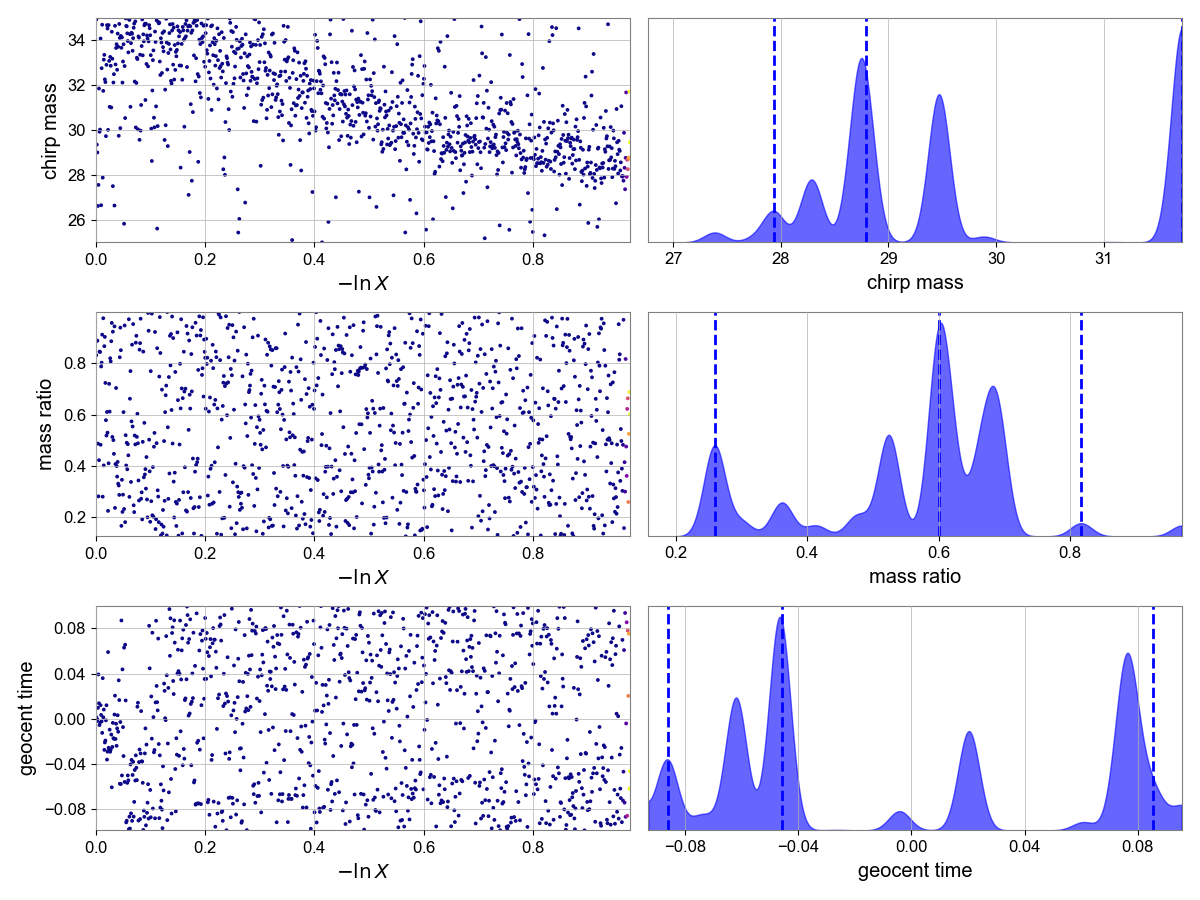 chirp mass
34
32
30
28
26
0.0 0.2 0.4 0.6 0.8
−ln X
27 28 29 30 31
chirp mass
mass ratio
0.8
0.6
0.4
0.2
0.0 0.2 0.4 0.6 0.8
−ln X
0.2 0.4 0.6 0.8
mass ratio
geocent time
0.08
0.04
0.00
−0.04
−0.08
0.0 0.2 0.4 0.6 0.8
−ln X
−0.08 −0.04 0.00 0.04 0.08
geocent time